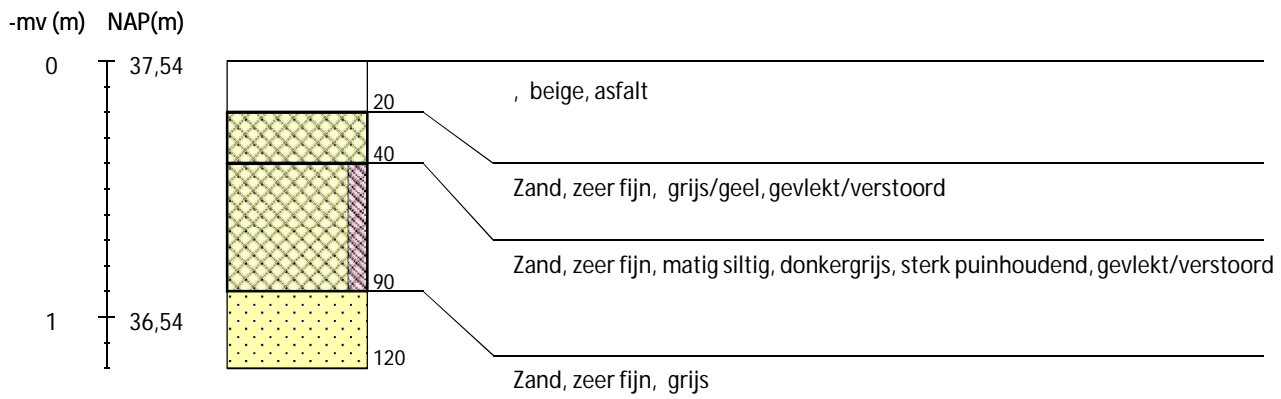 -mv (m) NAP(m)
0 37,54
, beige, asfalt
20
40
Zand, zeer fijn, grijs/geel, gevlekt/verstoord
Zand, zeer fijn, matig siltig, donkergrijs, sterk puinhoudend, gevlekt/verstoord
90
1 36,54
120
Zand, zeer fijn, grijs